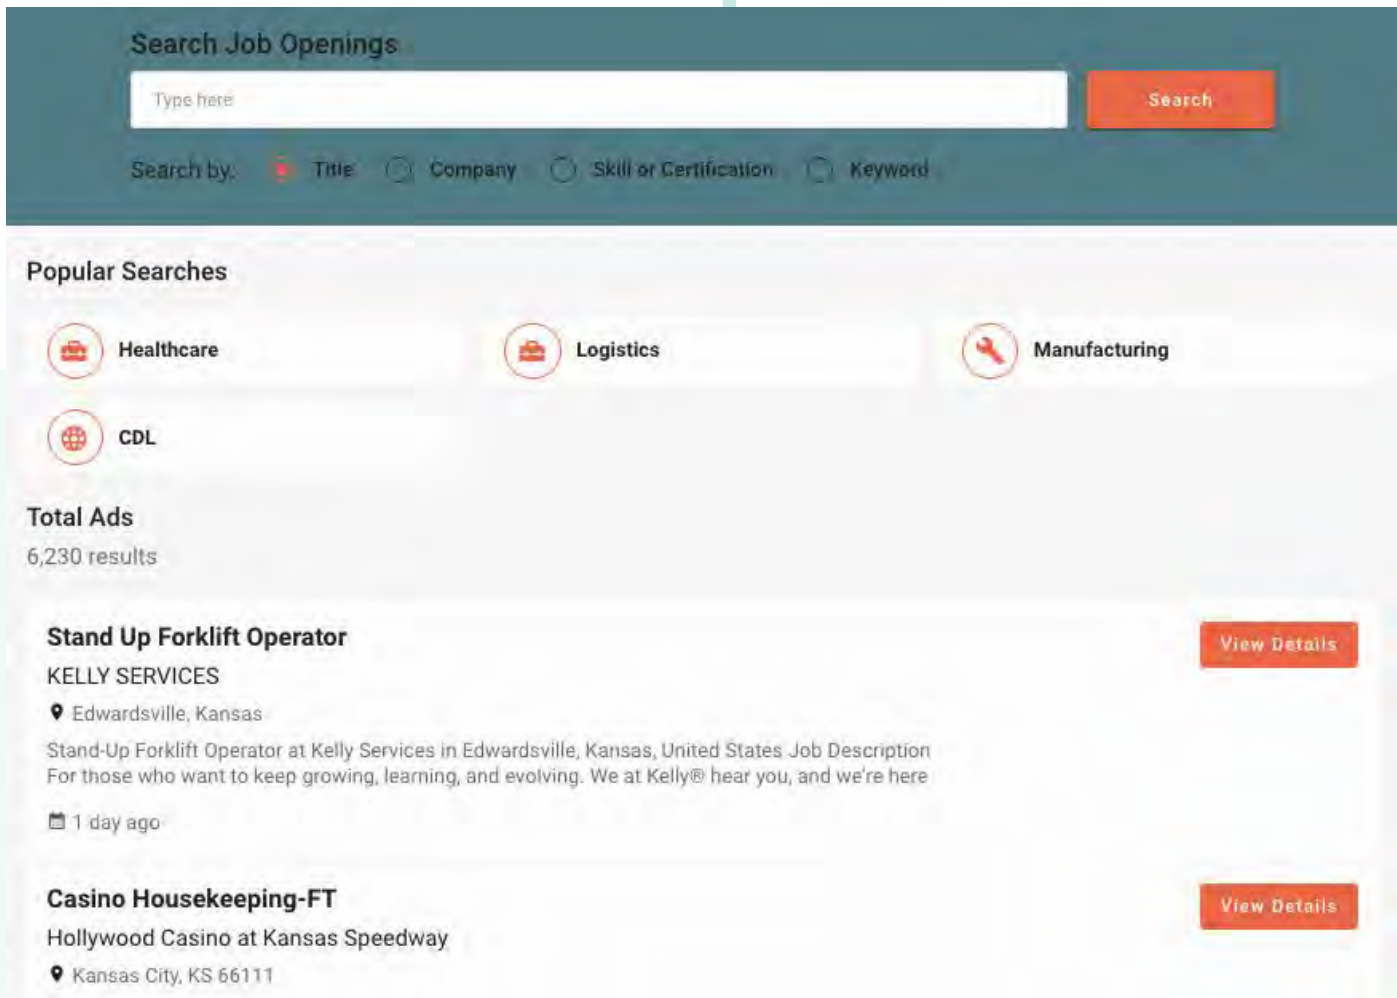 Search Job Openings
Type here
Search
Search by: Title Company Skill or Certification Keyword
Popular Searches
Healthcare
Logistics
Manufacturing
CDL
Total Ads
6,230 results
Stand Up Forklift Operator
View Details
KELLY SERVICES
Edwardsville, Kansas
Stand-Up Forklift Operator at Kelly Services in Edwardsville, Kansas, United States Job Description
For those who want to keep growing, learning, and evolving. We at Kelly® hear you, and we're here
1 day ago
Casino Housekeeping-FT
View Details
Hollywood Casino at Kansas Speedway
Kansas City, KS 66111